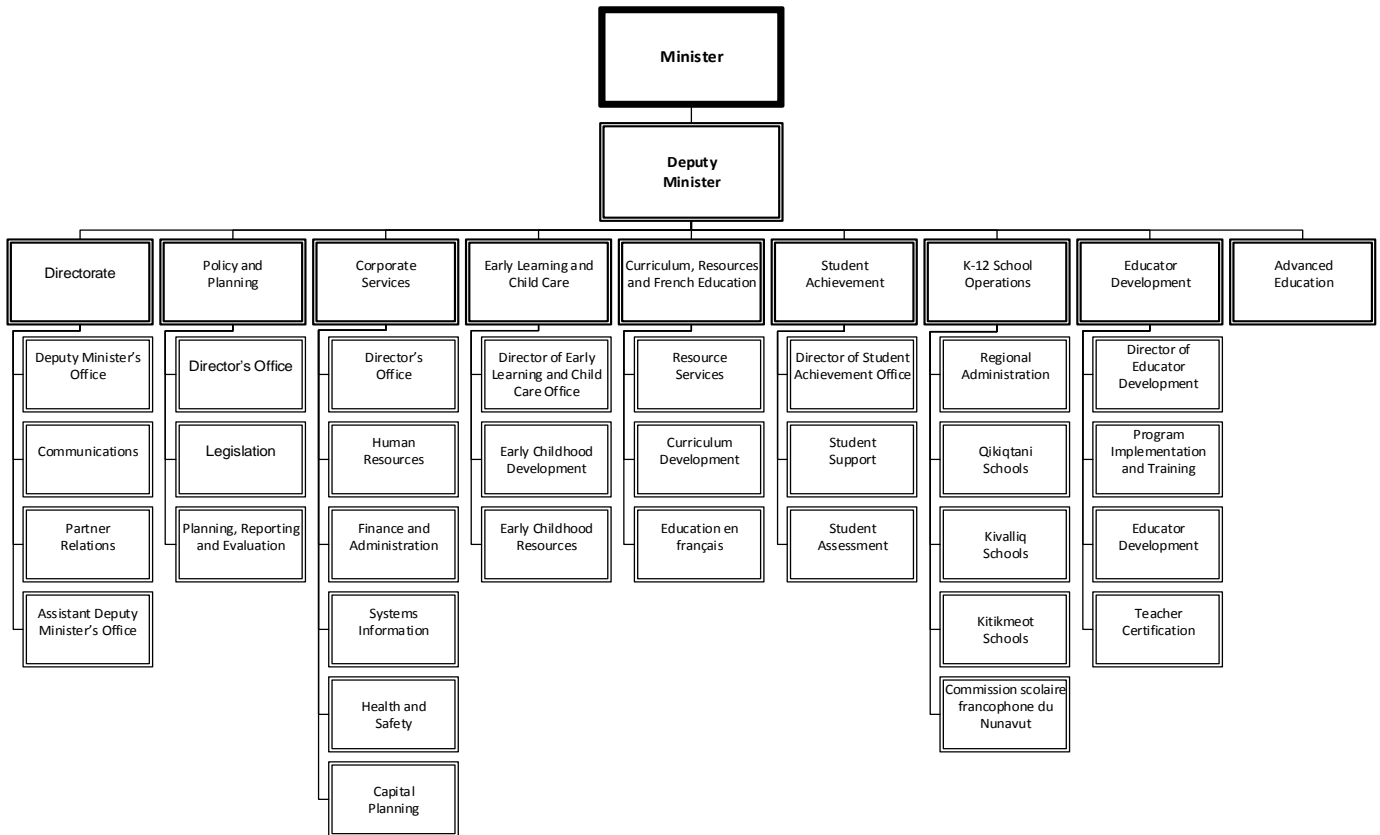 Minister
Deputy
Minister
Directorate
Policy and
Planning
Corporate
Services
Early Learning and
Child Care
Curriculum, Resources
and French Education
Student
Achievement
K-12 School
Operations
Educator
Development
Advanced
Education
Deputy Minister's
Office
Communications
Partner
Relations
Assistant Deputy
Minister's Office
Director's Office
Legislation
Planning, Reporting
and Evaluation
Director's
Office
Human
Resources
Finance and
Administration
Systems
Information
Health and
Safety
Capital
Planning
Director of Early
Learning and Child
Care Office
Early Childhood
Development
Early Childhood
Resources
Resource
Services
Curriculum
Development
Éducation en
français
Director of Student
Achievement Office
Student
Support
Student
Assessment
Regional
Administration
Qikiqtani
Schools
Kivalliq
Schools
Kitikmeot
Schools
Commission scolaire
francophone du
Nunavut
Director of
Educator
Development
Program
Implementation
and Training
Educator
Development
Teacher
Certification